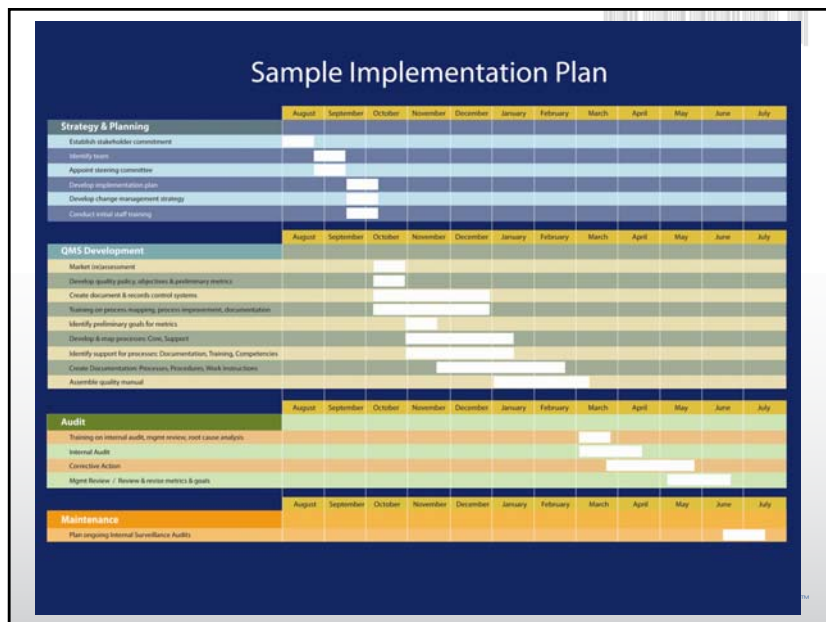 Sample Implementation Plan
August September October November December January February March April May June July
Strategy & Planning
Establish stakeholder commitment
Identify team
Appoint steering committee
Develop implementation plan
Develop change management strategy
Conduct initial staff training
August September October November December January February March April May June July
QMS Development
Market (re)assessment
Develop quality policy, objectives & preliminary metrics
Create document & records control systems
Training on process mapping, process improvement, documentation
Identify preliminary goals for metrics
Develop & map processes: Core, Support
Identify support for processes: Documentation, Training, Competencies
Create Documentation: Processes, Procedures, Work Instructions
Assemble quality manual
August September October November December January February March April May June July
Audit
Training on internal audit, mgmt review, root cause analysis
Internal Audit
Corrective Action
Mgmt Review / Review & revise metrics & goals
August September October November December January February March April May June July
Maintenance
Plan ongoing Internal Surveillance Audits
TM